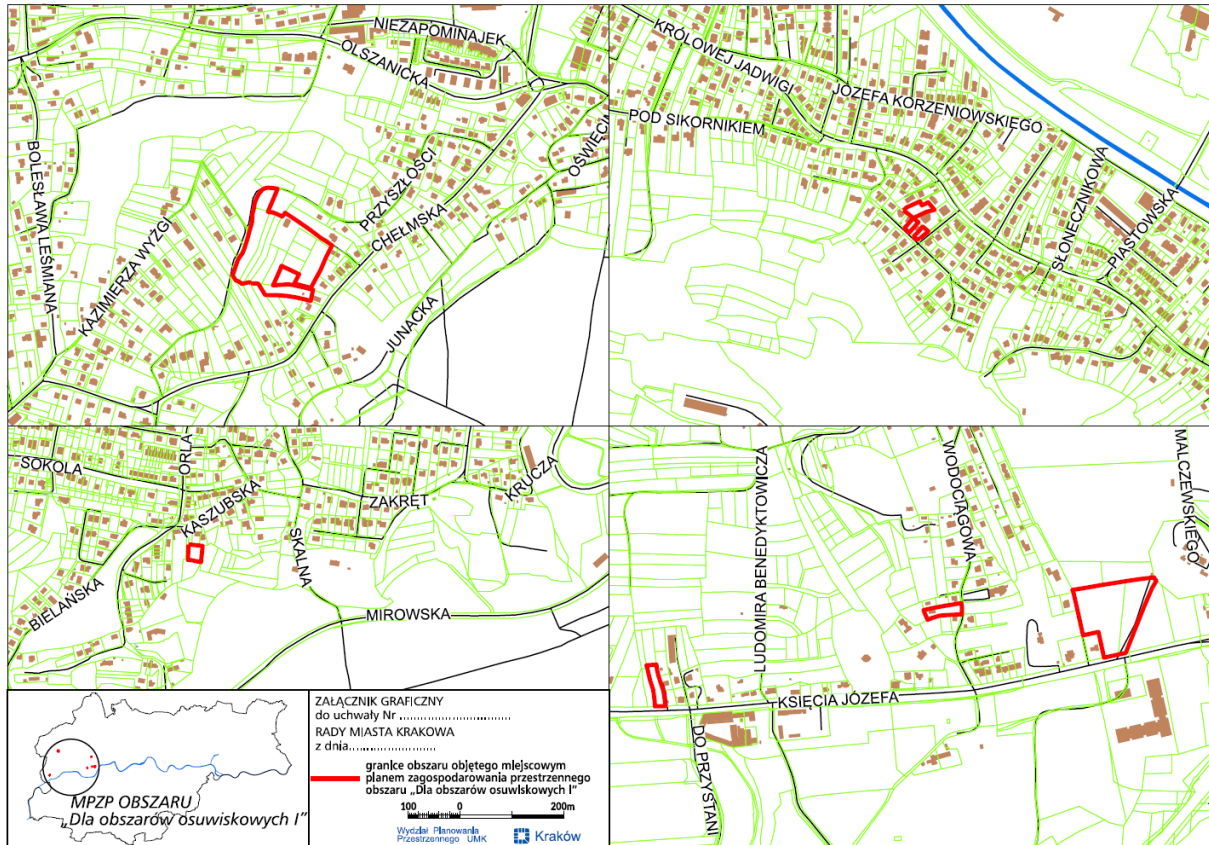 NIEZAPOMINAJEK
OLSZANICKA
BOLESŁAWA LEŚMIANA
KAZIMIERZA WYŻGI
PRZYSZŁOŚCI
CHEŁMSKA
JUNACKA
OŚWIĘCIM
KRÓLOWEJ JADWIGI
JÓZEFA KORZENIOWSKIEGO
POD SIKORNIKIEM
SŁONECZNIKOWA
PIASTOWSKA
SOKOLA
ORLA
KASZUBSKA
BIELAŃSKA
SKALNA
ZAKRĘT
KRUCZA
MIROWSKA
LUDOMIRA BENEDYKTOWICZA
WODOCIĄGOWA
MALCZEWSKIEGO
KSIĘCIA JÓZEFA
DO PRZYSTANI
MPZP OBSZARU
„Dla obszarów osuwiskowych I”
ZAŁĄCZNIK GRAFICZNY
do uchwały Nr ................................
RADY MIASTA KRAKOWA
z dnia.........................
granice obszaru objętego miejscowym
planem zagospodarowania przestrzennego
obszaru „Dla obszarów osuwiskowych I”
100 0 200m
Wydział Planowania
Przestrzennego UMK
Kraków